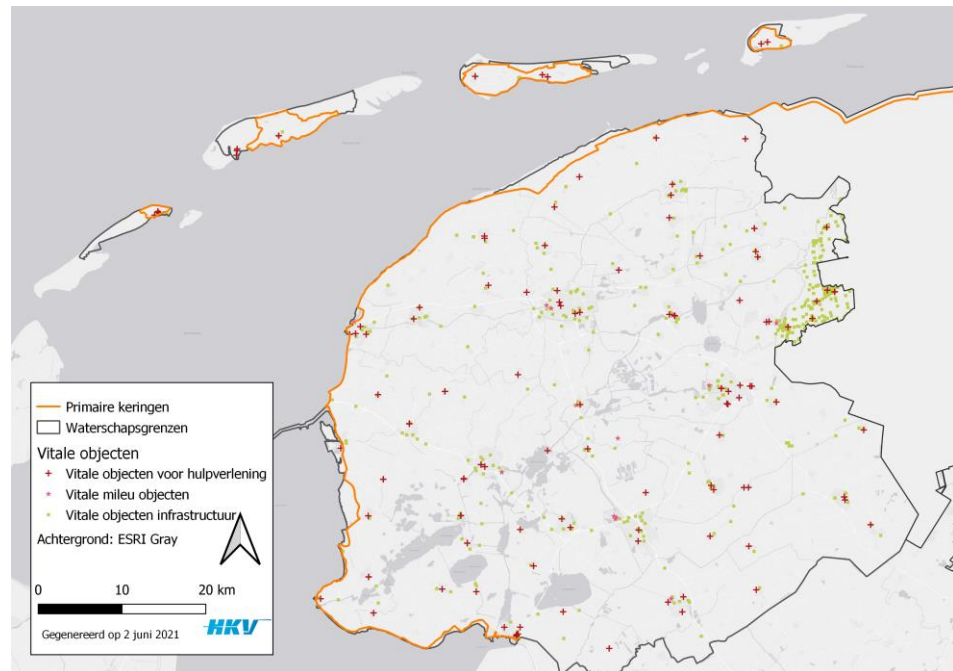 Primaire keringen
Waterschapsgrenzen
Vitale objecten
Vitale objecten voor hulpverlening
Vitale mileu objecten
Vitale objecten infrastructuur
Achtergrond: ESRI Gray
0 10 20 km
Gegenereerd op 2 juni 2021
HKV